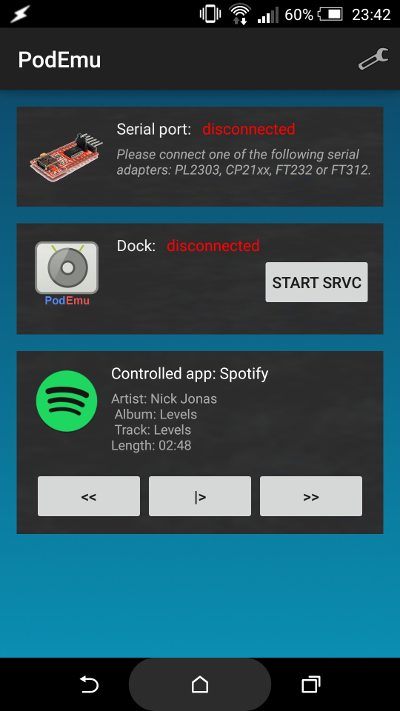 60% 23:42
PodEmu
Serial port: disconnected
Please connect one of the following serial
adapters: PL2303, CP21xx, FT232 or FT312.
Dock: disconnected
START SRVC
PodEmu
Controlled app: Spotify
Artist: Nick Jonas
Album: Levels
Track: Levels
Length: 02:48
<< |> >>